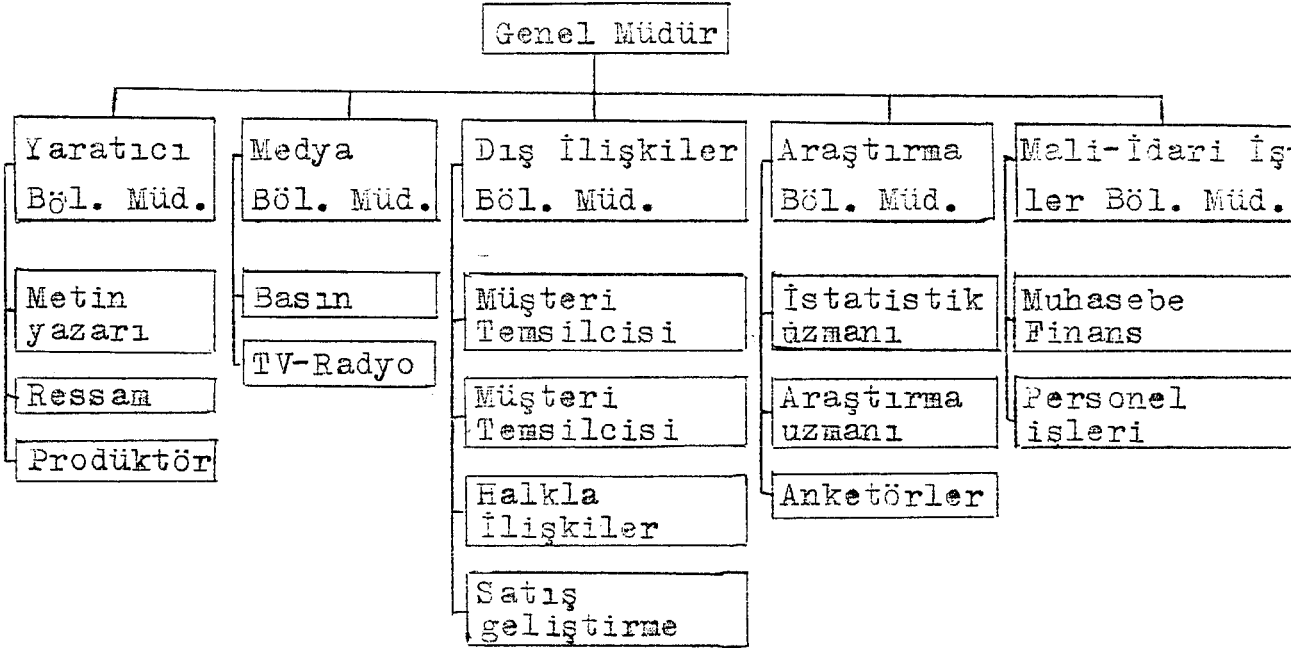 Genel Müdür
Yaratıcı
Böl. Müd.
Metin
yazarı
Ressam
Prodüktör
Medya
Böl. Müd.
Basın
TV-Radyo
Dış İlişkiler
Böl. Müd.
Müşteri
Temsilcisi
Müşteri
Temsilcisi
Halkla
İlişkiler
Satış
geliştirme
Araştırma
Böl. Müd.
İstatistik
uzmanı
Araştırma
uzmanı
Anketörler
Mali-İdari İş-
ler Böl. Müd.
Muhasebe
Finans
Personel
işleri